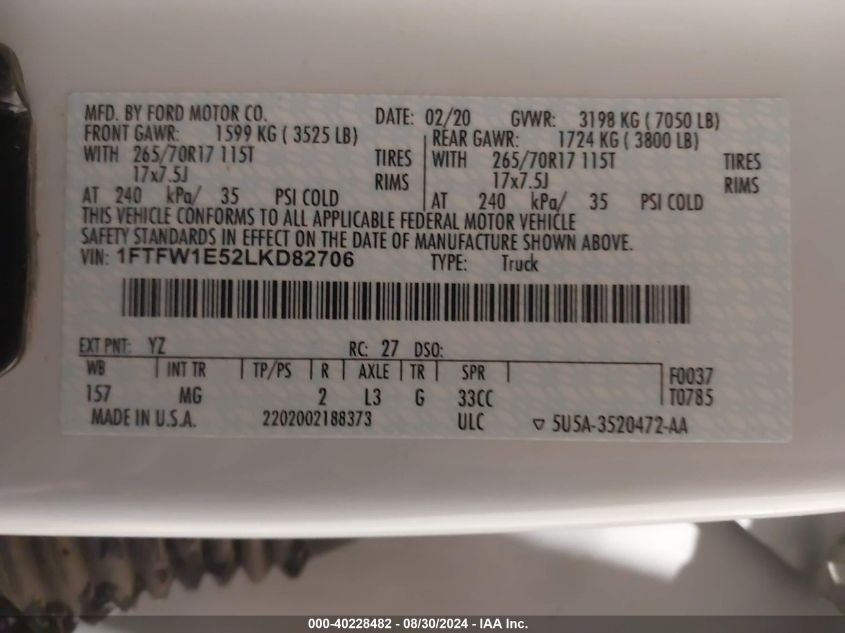 MFD. BY FORD MOTOR CO. DATE: 02/20 GVWR: 3198 KG ( 7050 LB)
FRONT GAWR: 1599 KG ( 3525 LB) REAR GAWR: 1724 KG ( 3800 LB)
WITH 265/70R17 115T TIRES WITH 265/70R17 115T TIRES
17x7.5J RIMS 17x7.5J RIMS
AT 240 kPa/ 35 PSI COLD AT 240 kPa/ 35 PSI COLD
THIS VEHICLE CONFORMS TO ALL APPLICABLE FEDERAL MOTOR VEHICLE
SAFETY STANDARDS IN EFFECT ON THE DATE OF MANUFACTURE SHOWN ABOVE.
VIN: 1FTFW1E52LKD82706 TYPE: Truck
EXT PNT: YZ RC: 27 DSO:
WB INT TR TP/PS R AXLE TR SPR F0037
157 MG 2 L3 G 33CC T0785
MADE IN U.S.A. 2202002188373 ULC ▽ 5U5A-3520472-AA
000-40228482 - 08/30/2024 - IAA Inc.